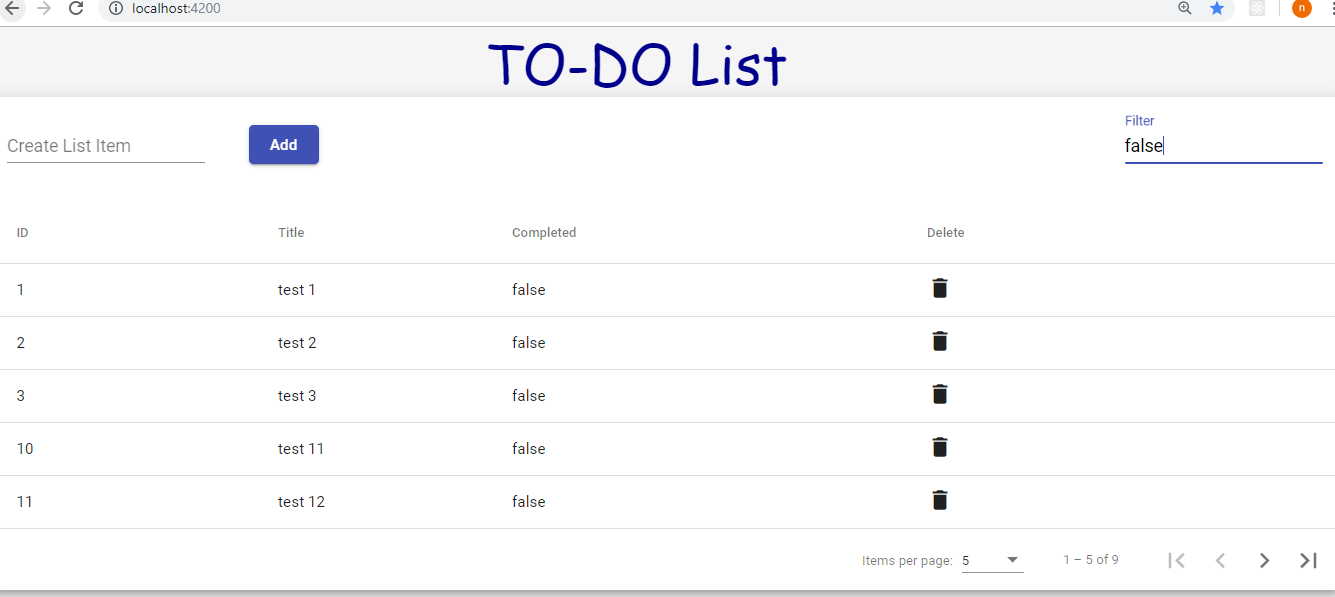 localhost:4200
n
TO-DO List
Create List Item
Add
Filter
false
ID Title Completed Delete
1 test 1 false
2 test 2 false
3 test 3 false
10 test 11 false
11 test 12 false
Items per page: 5 1 – 5 of 9